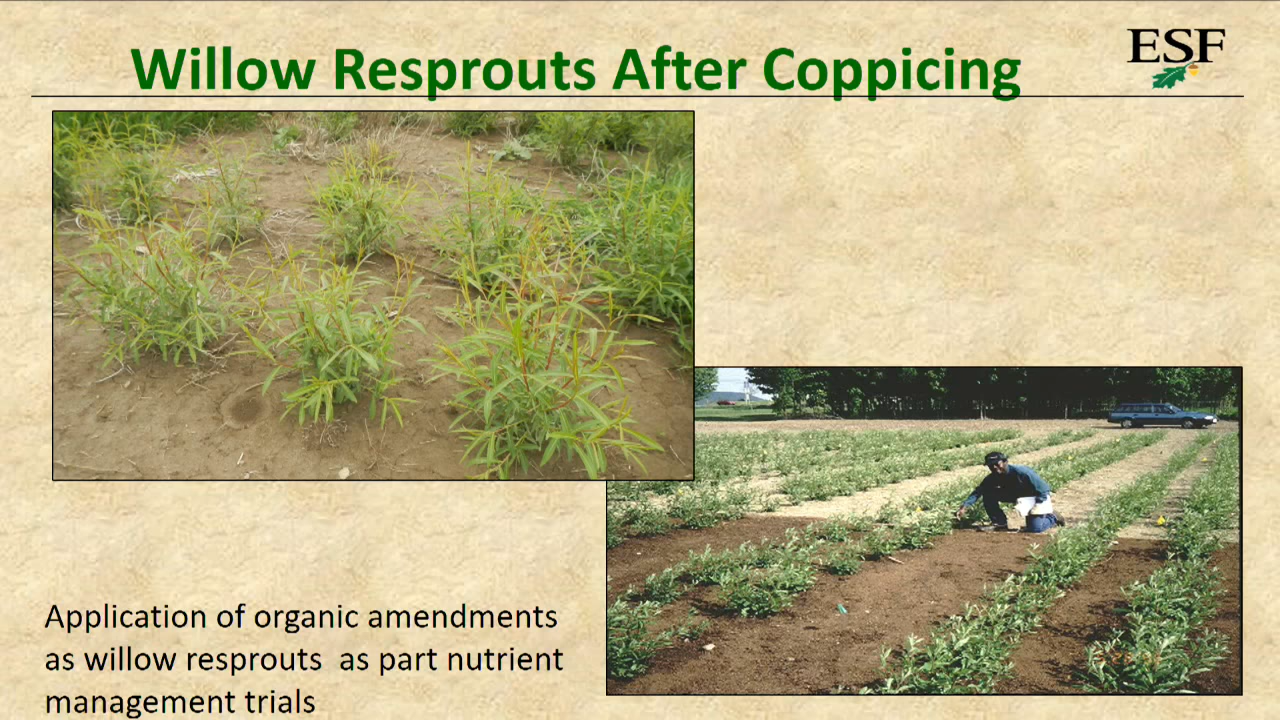 Willow Resprouts After Coppicing
ESF
Application of organic amendments
as willow resprouts  as part nutrient
management trials